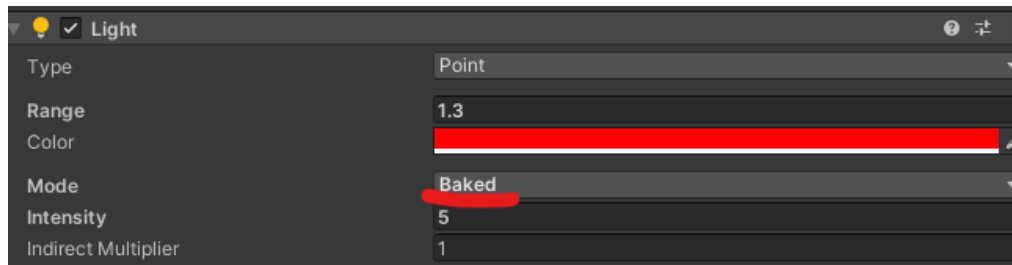 Light
Type Point
Range 1.3
Color
Mode Baked
Intensity 5
Indirect Multiplier 1